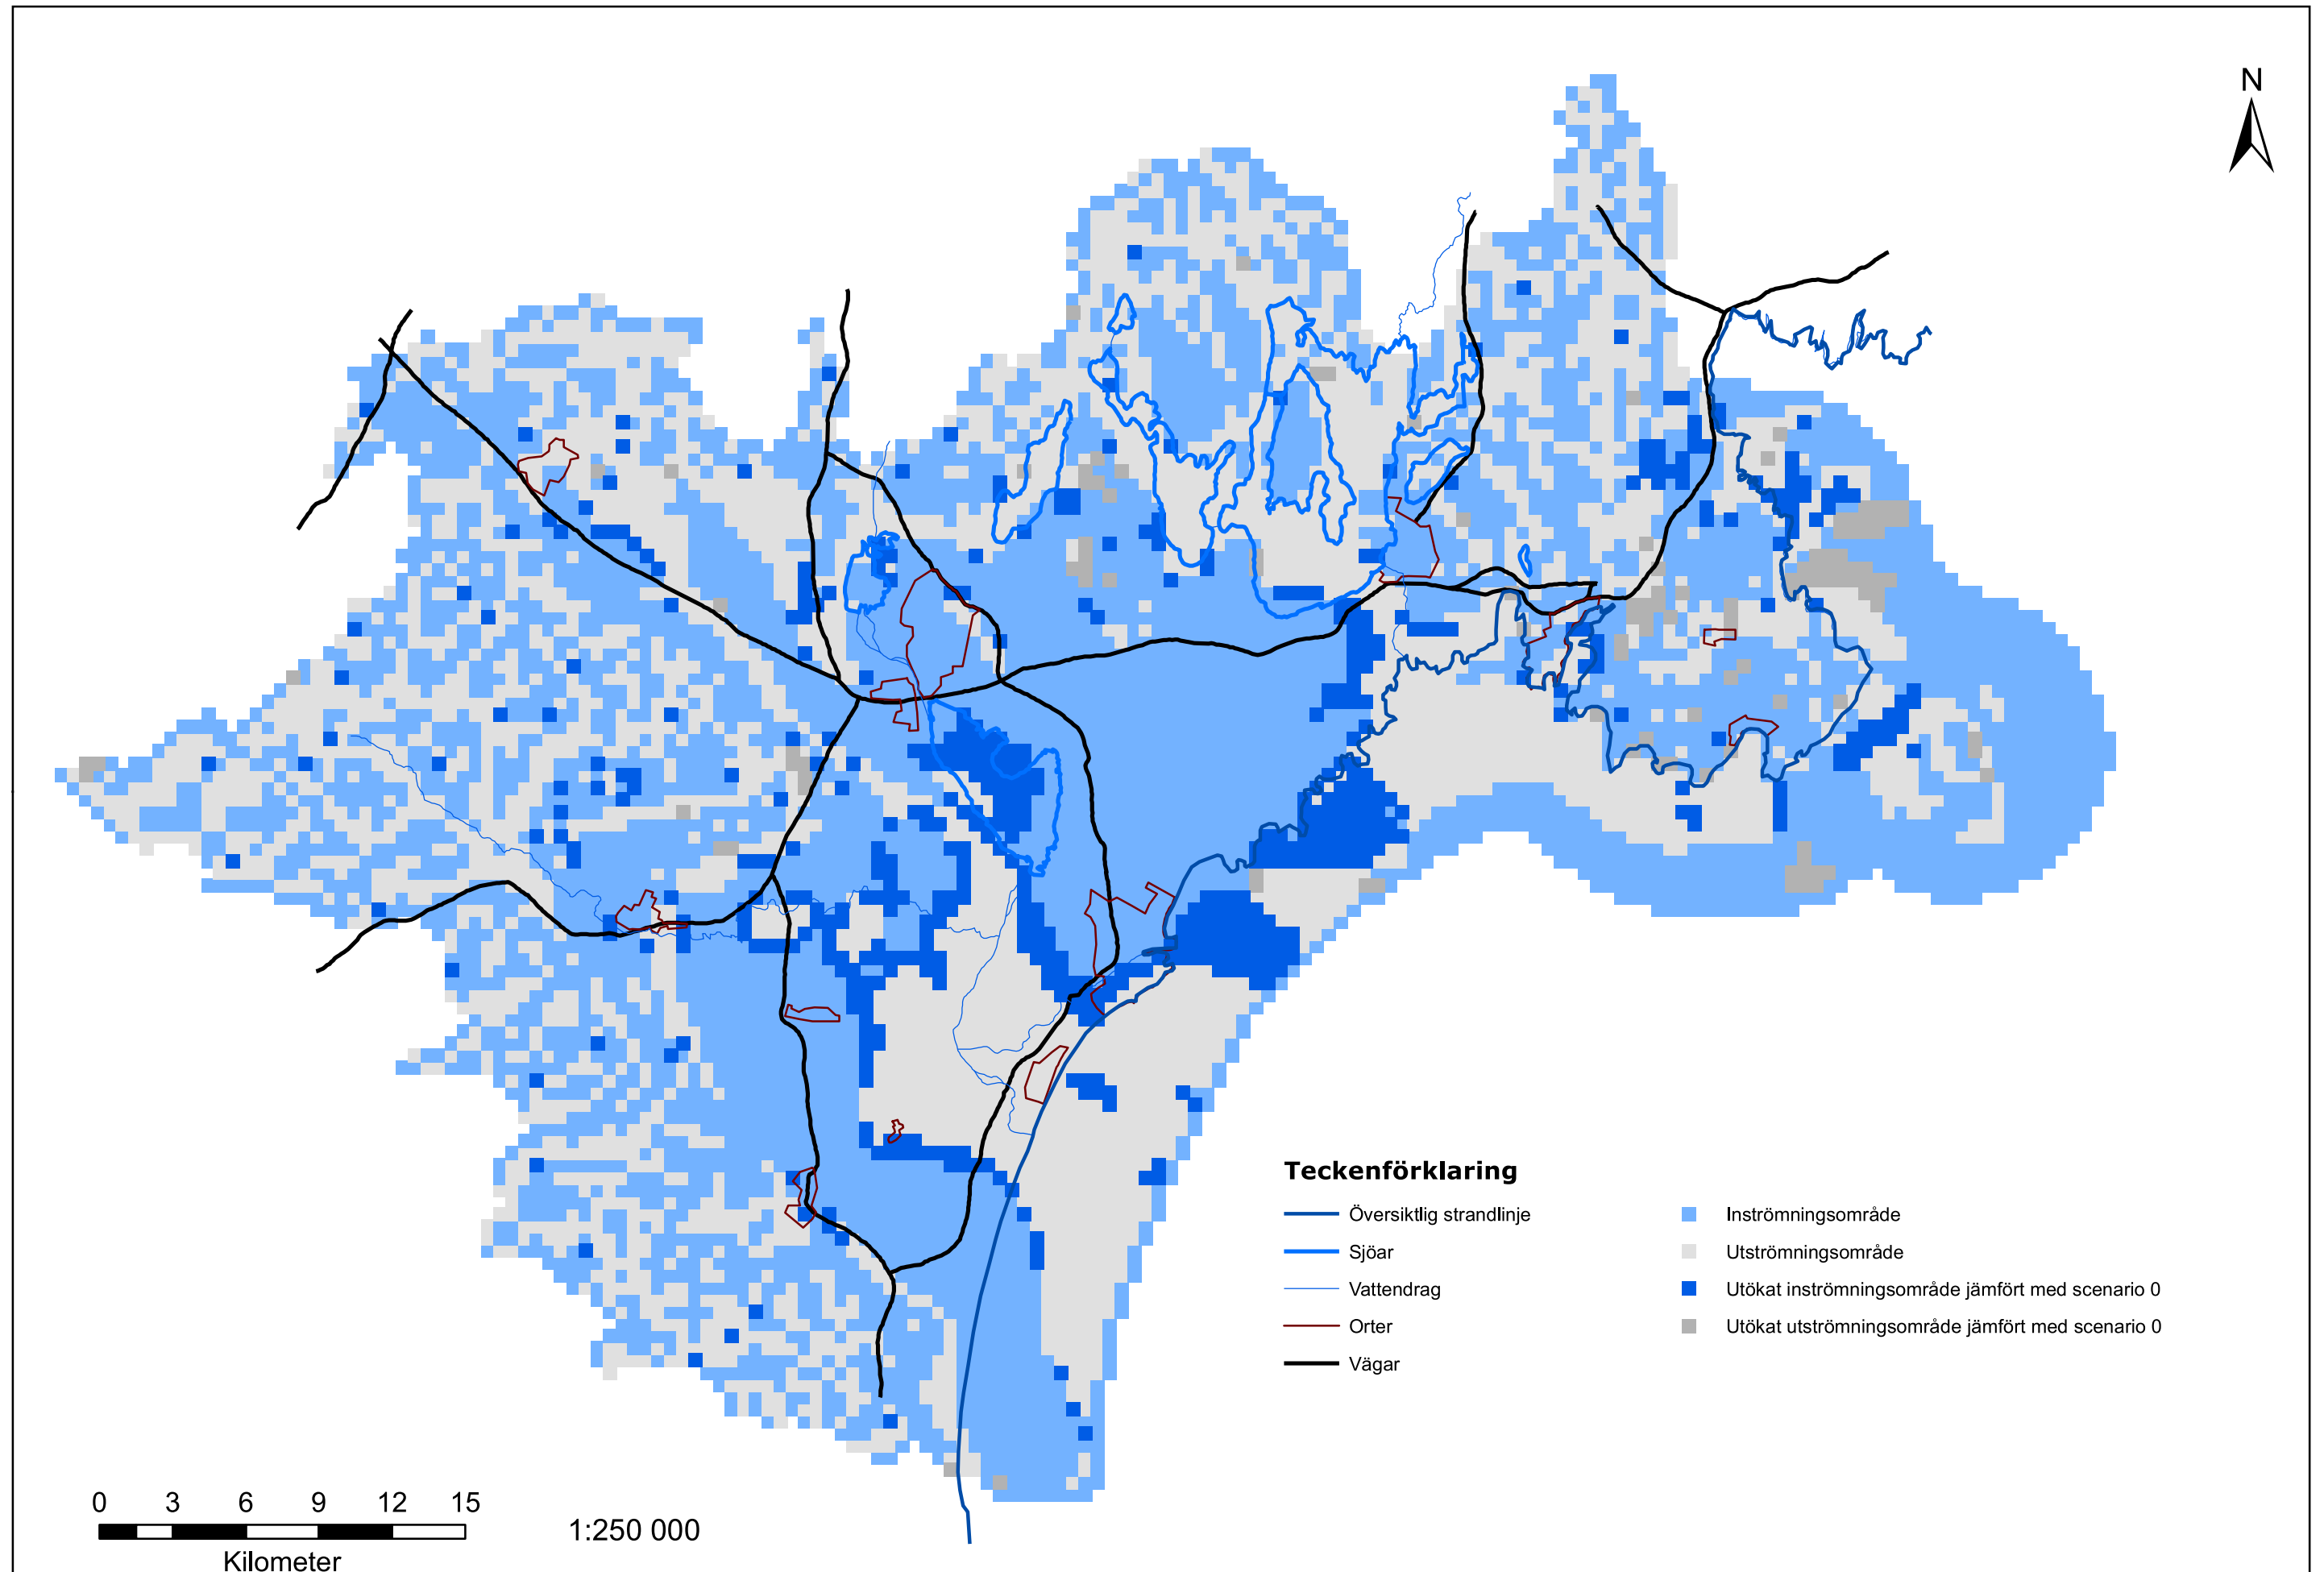 N
Teckenförklaring
Översiktlig strandlinje
Sjöar
Vattendrag
Orter
Vägar
Inströmningsområde
Utströmningsområde
Utökat inströmningsområde jämfört med scenario 0
Utökat utströmningsområde jämfört med scenario 0
0 3 6 9 12 15
Kilometer
1:250 000